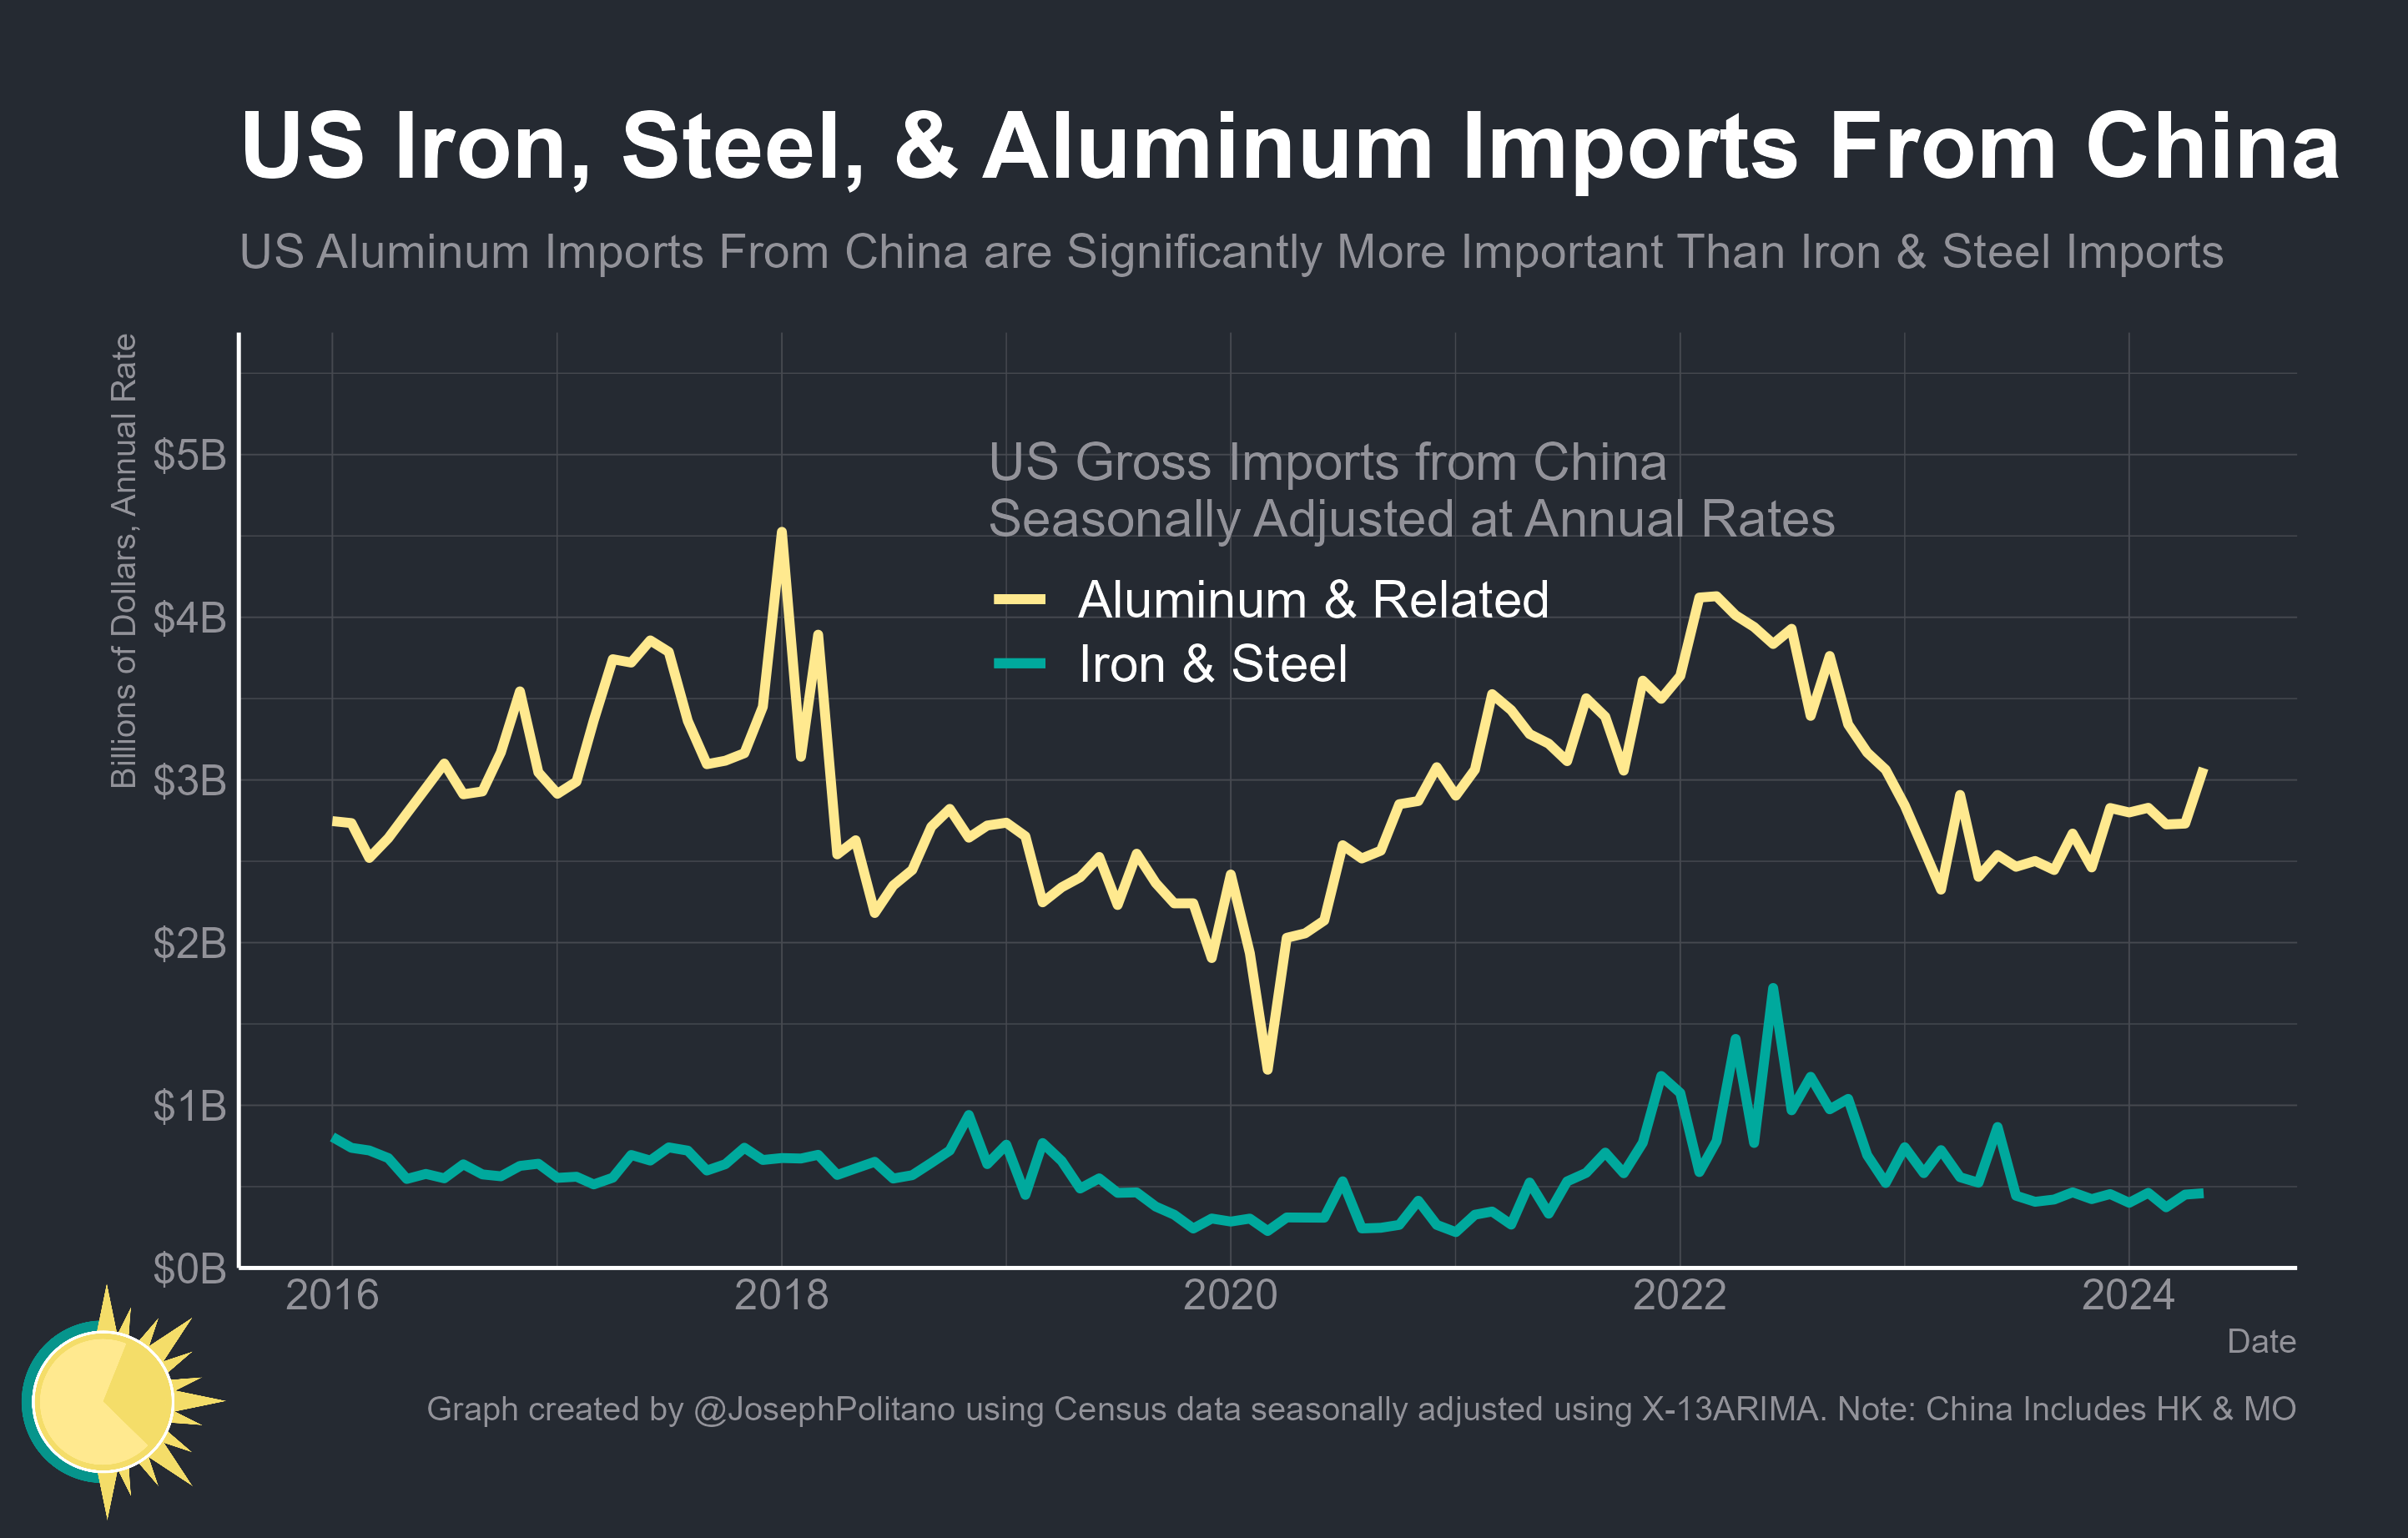 US Iron, Steel, & Aluminum Imports From China
US Aluminum Imports From China are Significantly More Important Than Iron & Steel Imports
Billions of Dollars, Annual Rate
$5B
$4B
$3B
$2B
$1B
$0B
US Gross Imports from China
Seasonally Adjusted at Annual Rates
Aluminum & Related
Iron & Steel
2016
2018
2020
2022
2024
Date
Graph created by @JosephPolitano using Census data seasonally adjusted using X-13ARIMA. Note: China Includes HK & MO